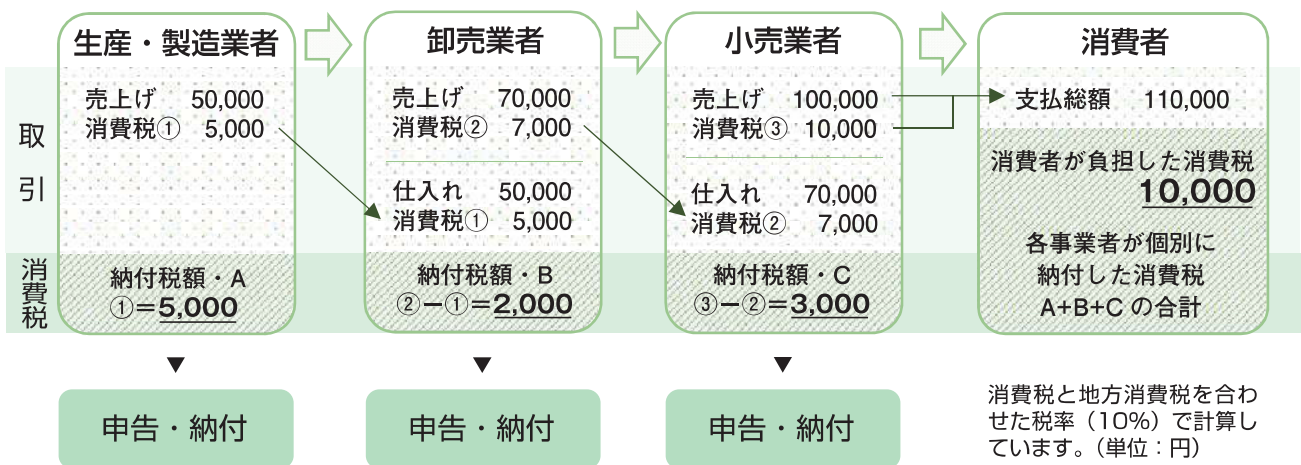 生産・製造業者
卸売業者
小売業者
消費者
取引
消費税
売上げ 50,000
消費税① 5,000
納付税額・A
①=5,000
売上げ 70,000
消費税② 7,000
仕入れ 50,000
消費税① 5,000
納付税額・B
②−①=2,000
売上げ 100,000
消費税③ 10,000
仕入れ 70,000
消費税② 7,000
納付税額・C
③−②=3,000
支払総額 110,000
消費者が負担した消費税
10,000
各事業者が個別に
納付した消費税
A+B+C の合計
申告・納付
申告・納付
申告・納付
消費税と地方消費税を合わ
せた税率（10%）で計算し
ています。（単位：円）